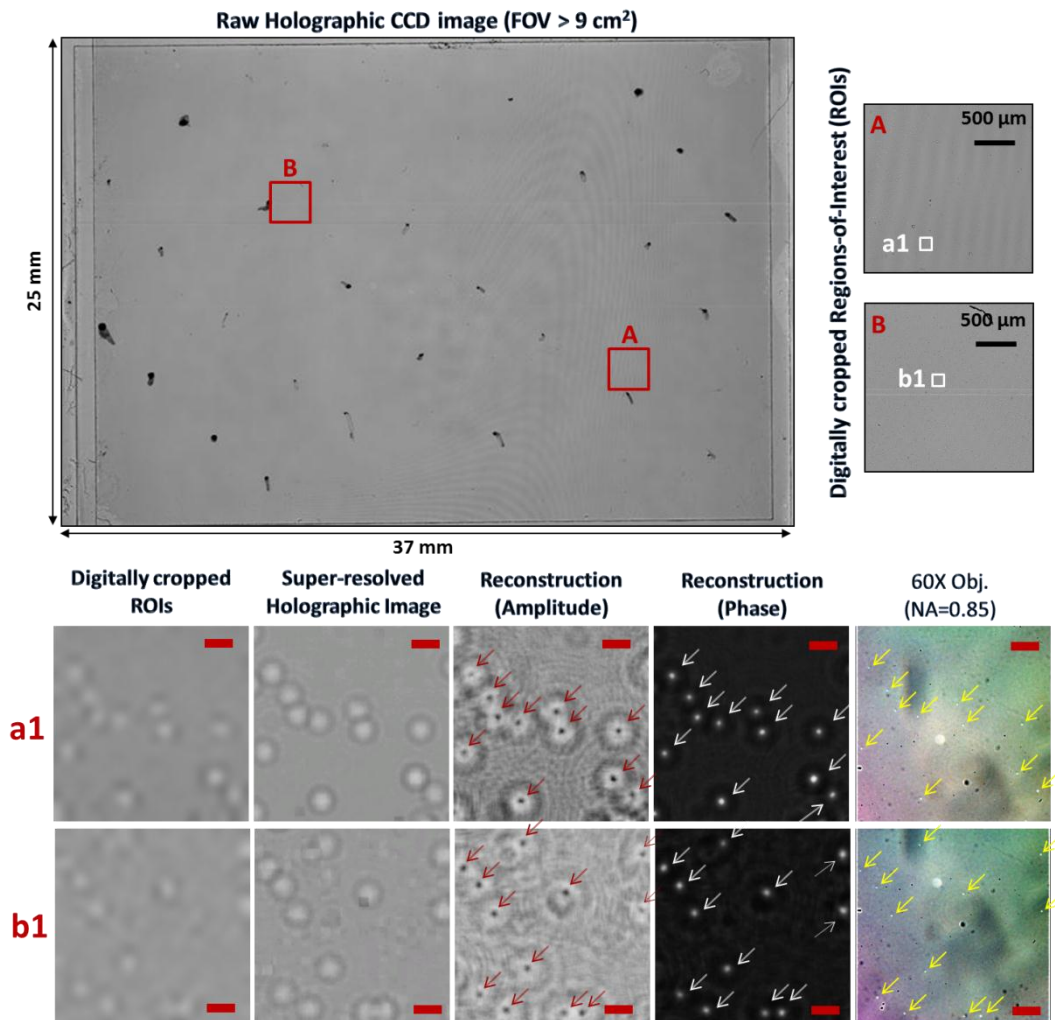 Raw Holographic CCD image (FOV > 9 cm²)
25 mm
37 mm
B
A
Digitally cropped Regions-of-Interest (ROIs)
A
500 µm
a1
B
500 µm
b1
Digitally cropped
ROIs
Super-resolved
Holographic Image
Reconstruction
(Amplitude)
Reconstruction
(Phase)
60X Obj.
(NA=0.85)
a1
b1